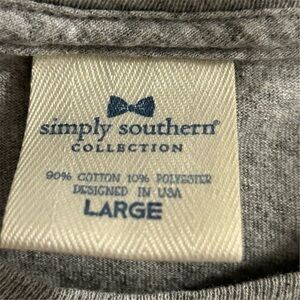 simply southern®
COLLECTION
90% COTTON 10% POLYESTER
DESIGNED IN USA
LARGE